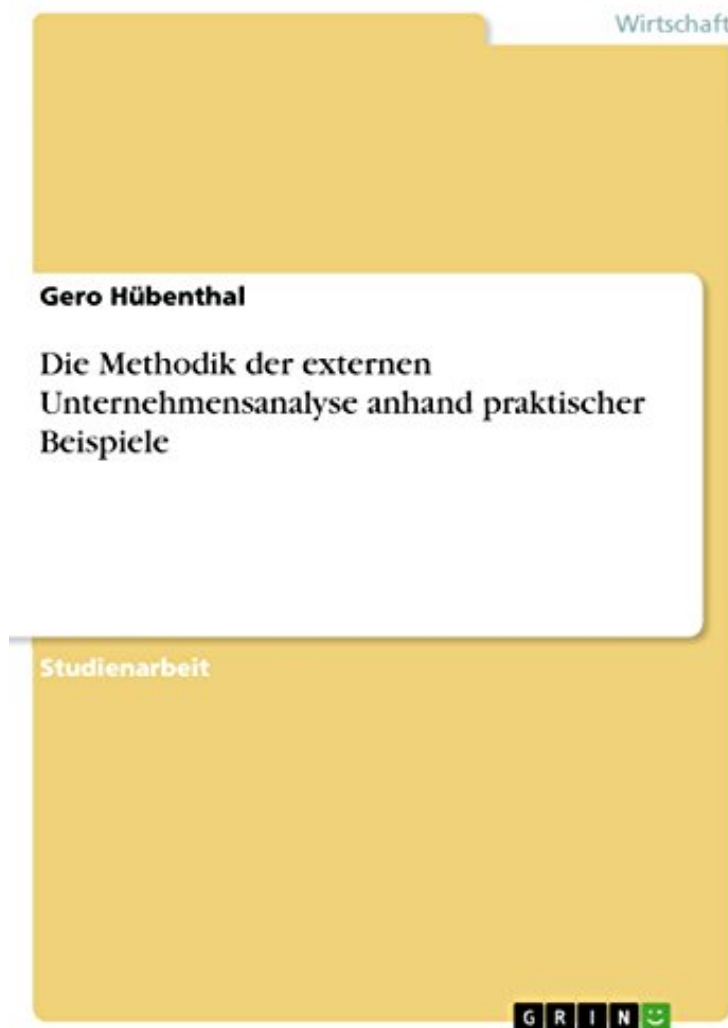 Wirtschaft
Gero Hübenthal
Die Methodik der externen
Unternehmensanalyse anhand praktischer
Beispiele
Studienarbeit
GRIN